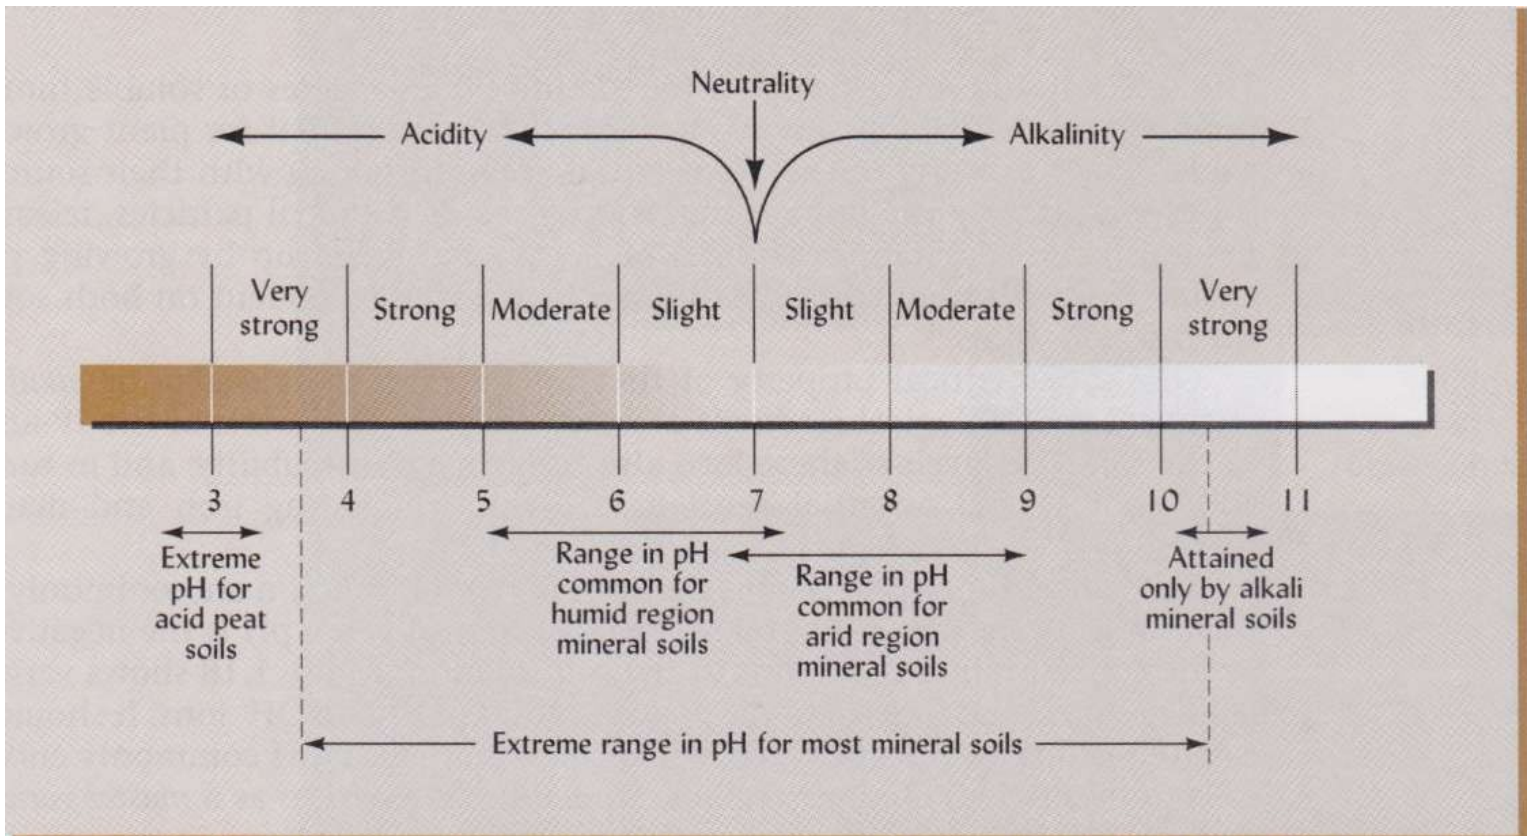 Neutrality
Acidity
Alkalinity
Very
strong
Strong
Moderate
Slight
Slight
Moderate
Strong
Very
strong
3
4
5
6
7
8
9
10
11
Extreme
pH for
acid peat
soils
Range in pH
common for
humid region
mineral soils
Range in pH
common for
arid region
mineral soils
Attained
only by alkali
mineral soils
Extreme range in pH for most mineral soils